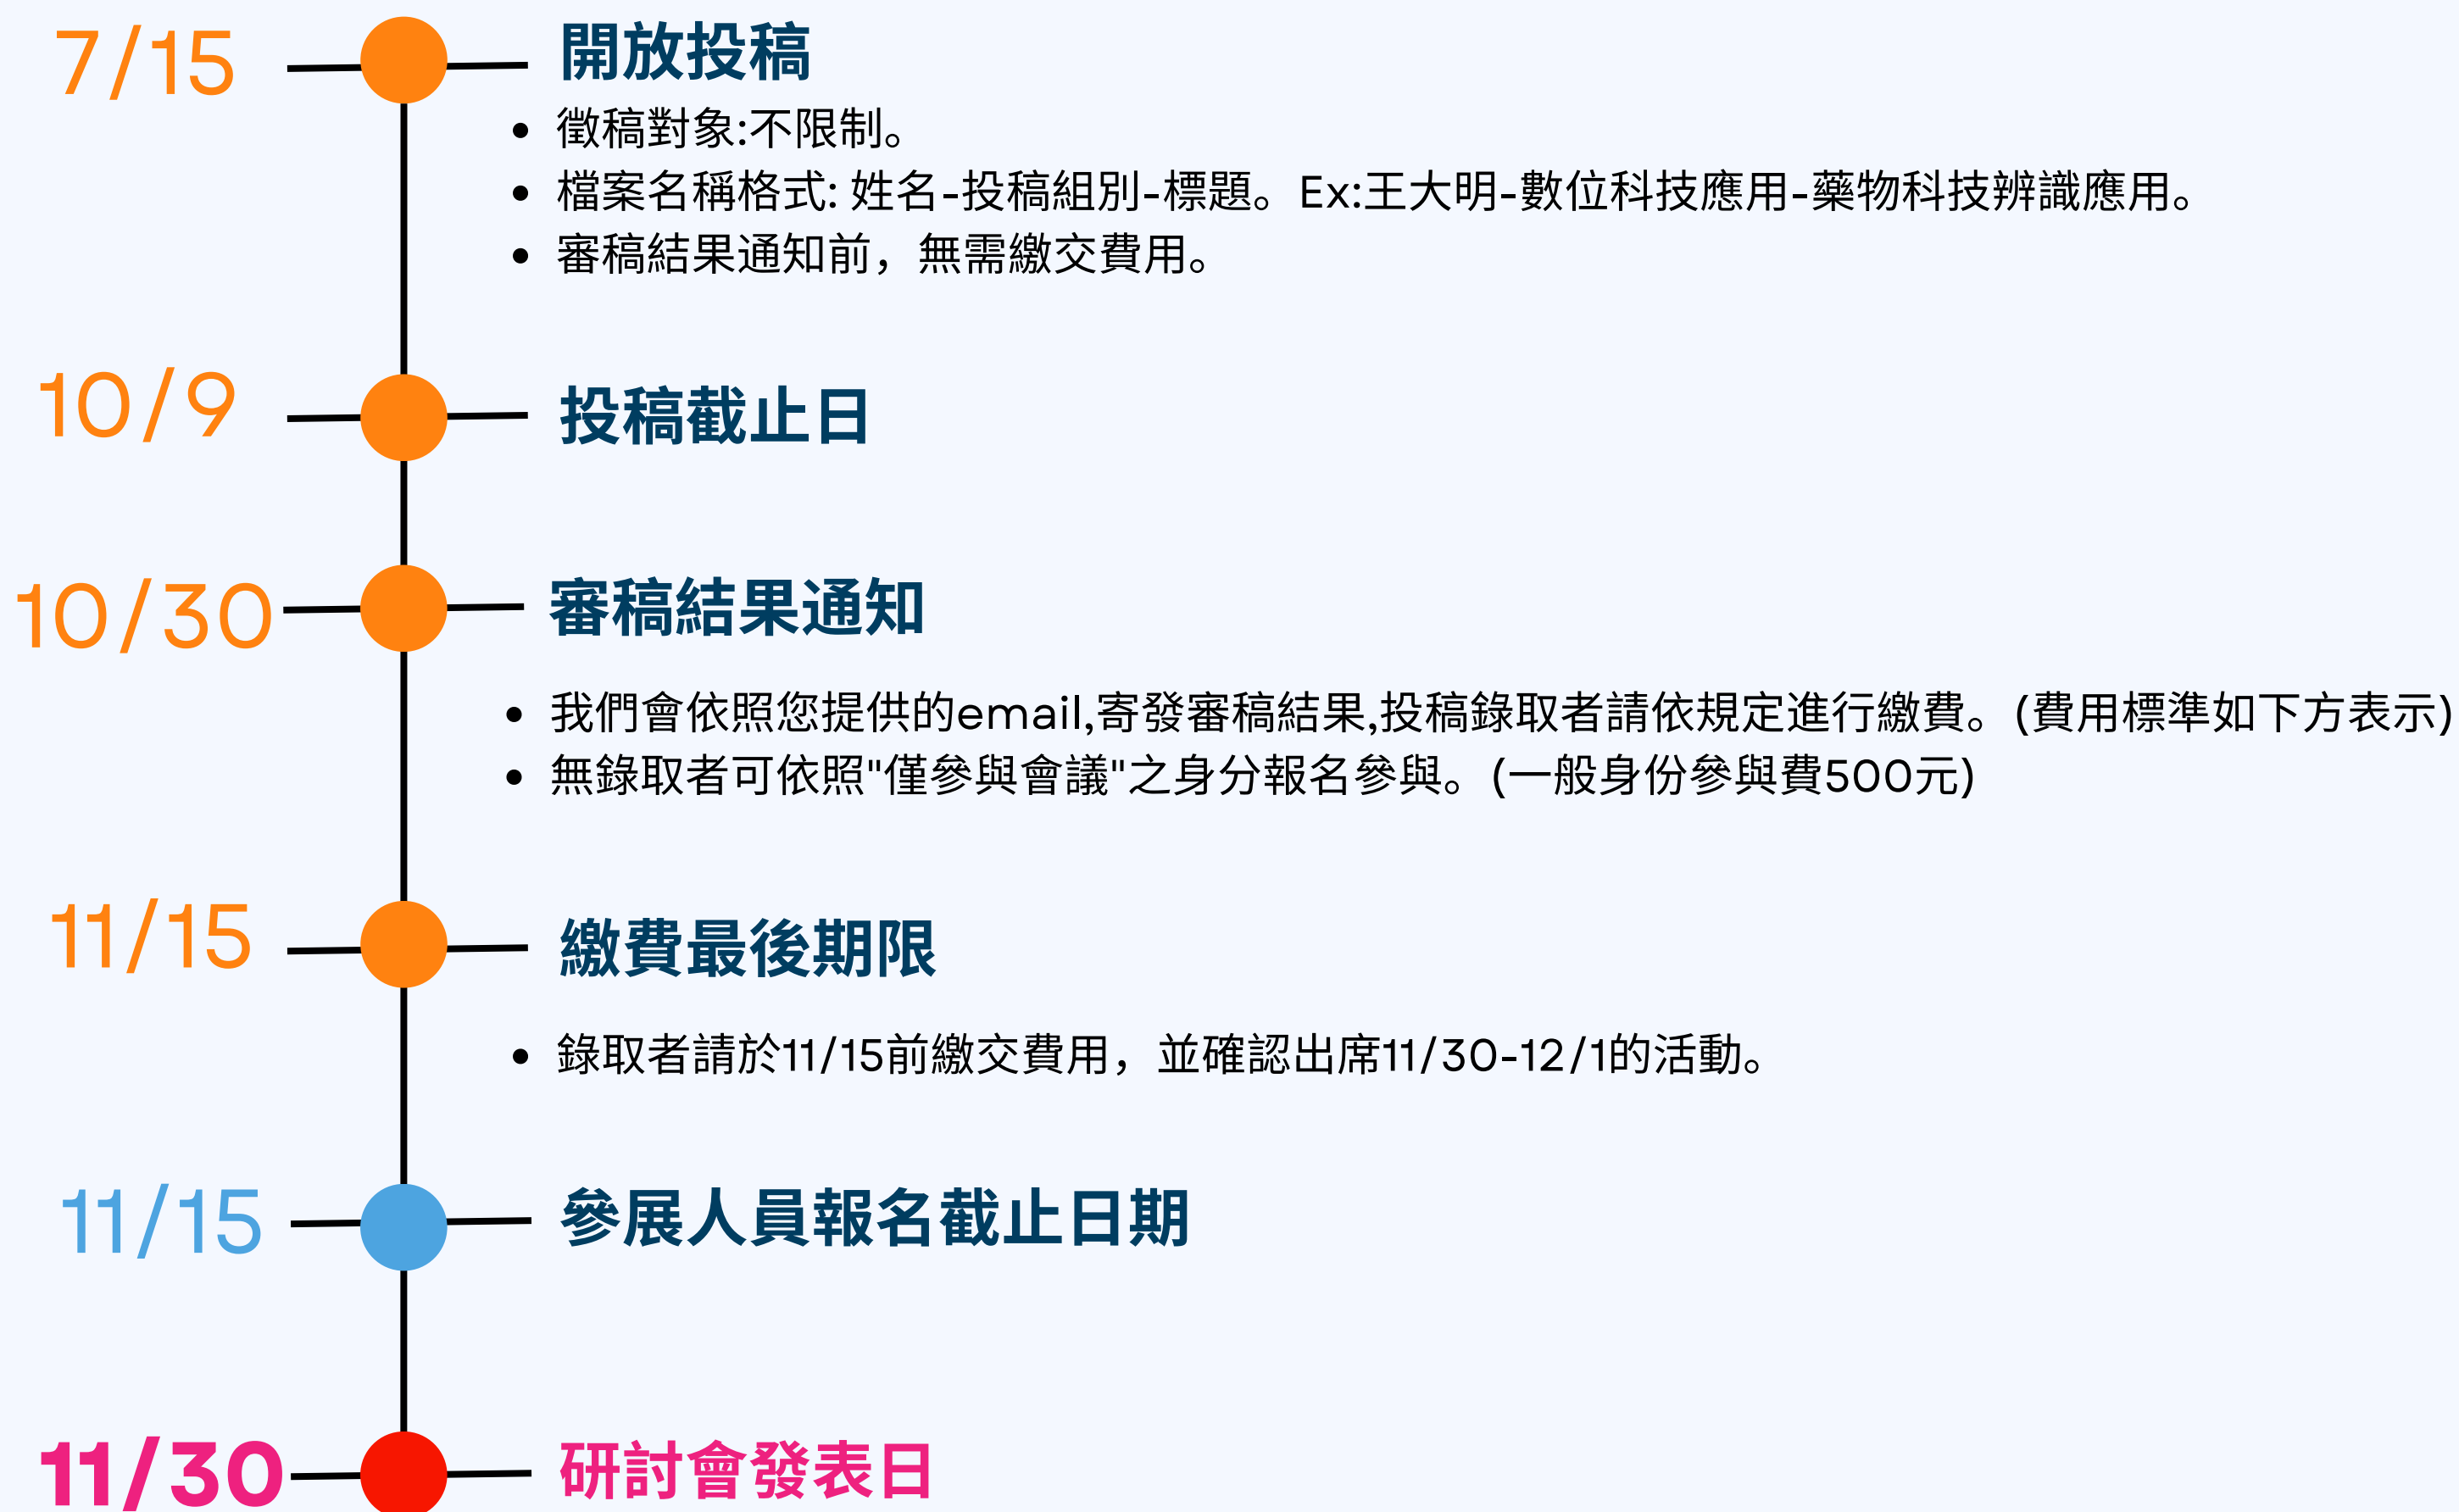 7/15
開放投稿
• 徵稿對象:不限制。
• 檔案名稱格式: 姓名-投稿組別-標題。 Ex:王大明-數位科技應用-藥物科技辨識應用。
• 審稿結果通知前，無需繳交費用。
10/9
投稿截止日
10/30
審稿結果通知
• 我們會依照您提供的email,寄發審稿結果,投稿錄取者請依規定進行繳費。 (費用標準如下方表示)
• 無錄取者可依照"僅參與會議"之身分報名參與。 (一般身份參與費500元)
11/15
繳費最後期限
• 錄取者請於11/15前繳交費用，並確認出席11/30-12/1的活動。
11/15
參展人員報名截止日期
11/30
研討會發表日